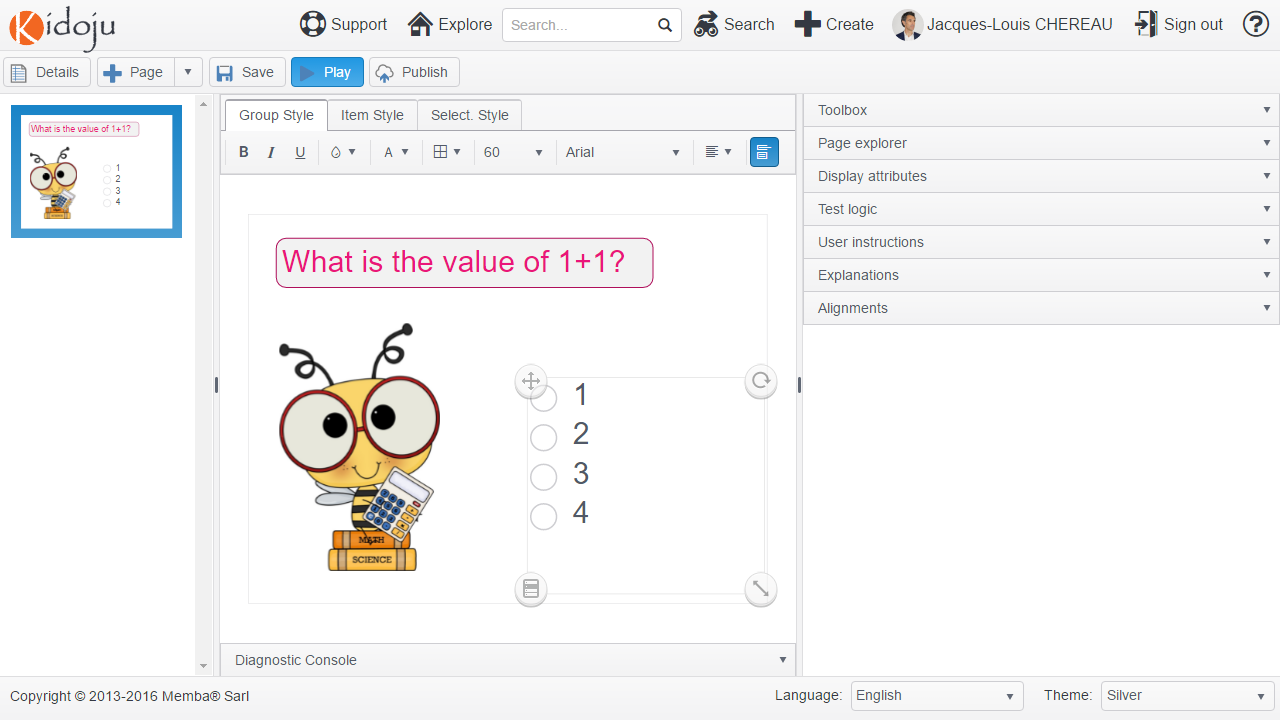 Kidoju
Support
Explore
Search...
Search
Create
Jacques-Louis CHEREAU
Sign out
Details
Page
Save
Play
Publish
What is the value of 1+1?
1
2
3
4
MATH
SCIENCE
Group Style
Item Style
Select. Style
B
I
U
A
60
Arial
What is the value of 1+1?
1
2
3
4
MATH
SCIENCE
Diagnostic Console
Toolbox
Page explorer
Display attributes
Test logic
User instructions
Explanations
Alignments
Copyright © 2013-2016 Memba® Sarl
Language:
English
Theme:
Silver